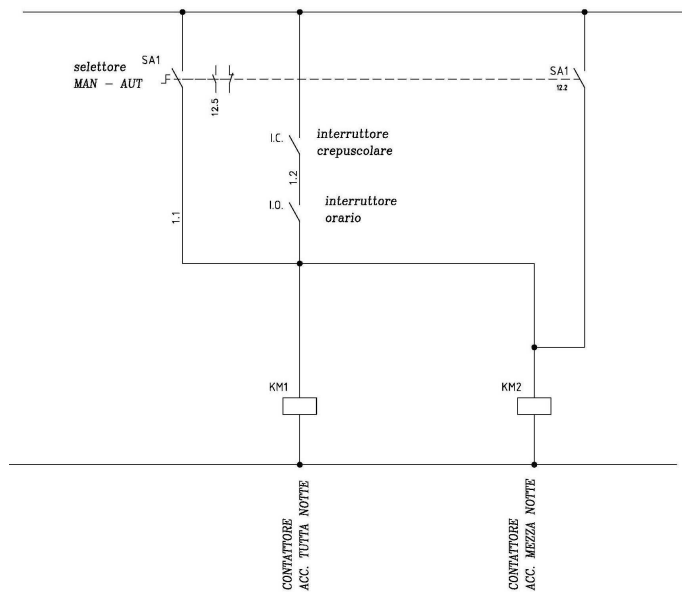 selettore
MAN - AUT
SA1
12.5
SA1
12.2
I.C.
interruttore
crepuscolare
1.2
I.O.
interruttore
orario
1.1
KM1
KM2
CONTATTORE
ACC. TUTTA NOTTE
CONTATTORE
ACC. MEZZA NOTTE